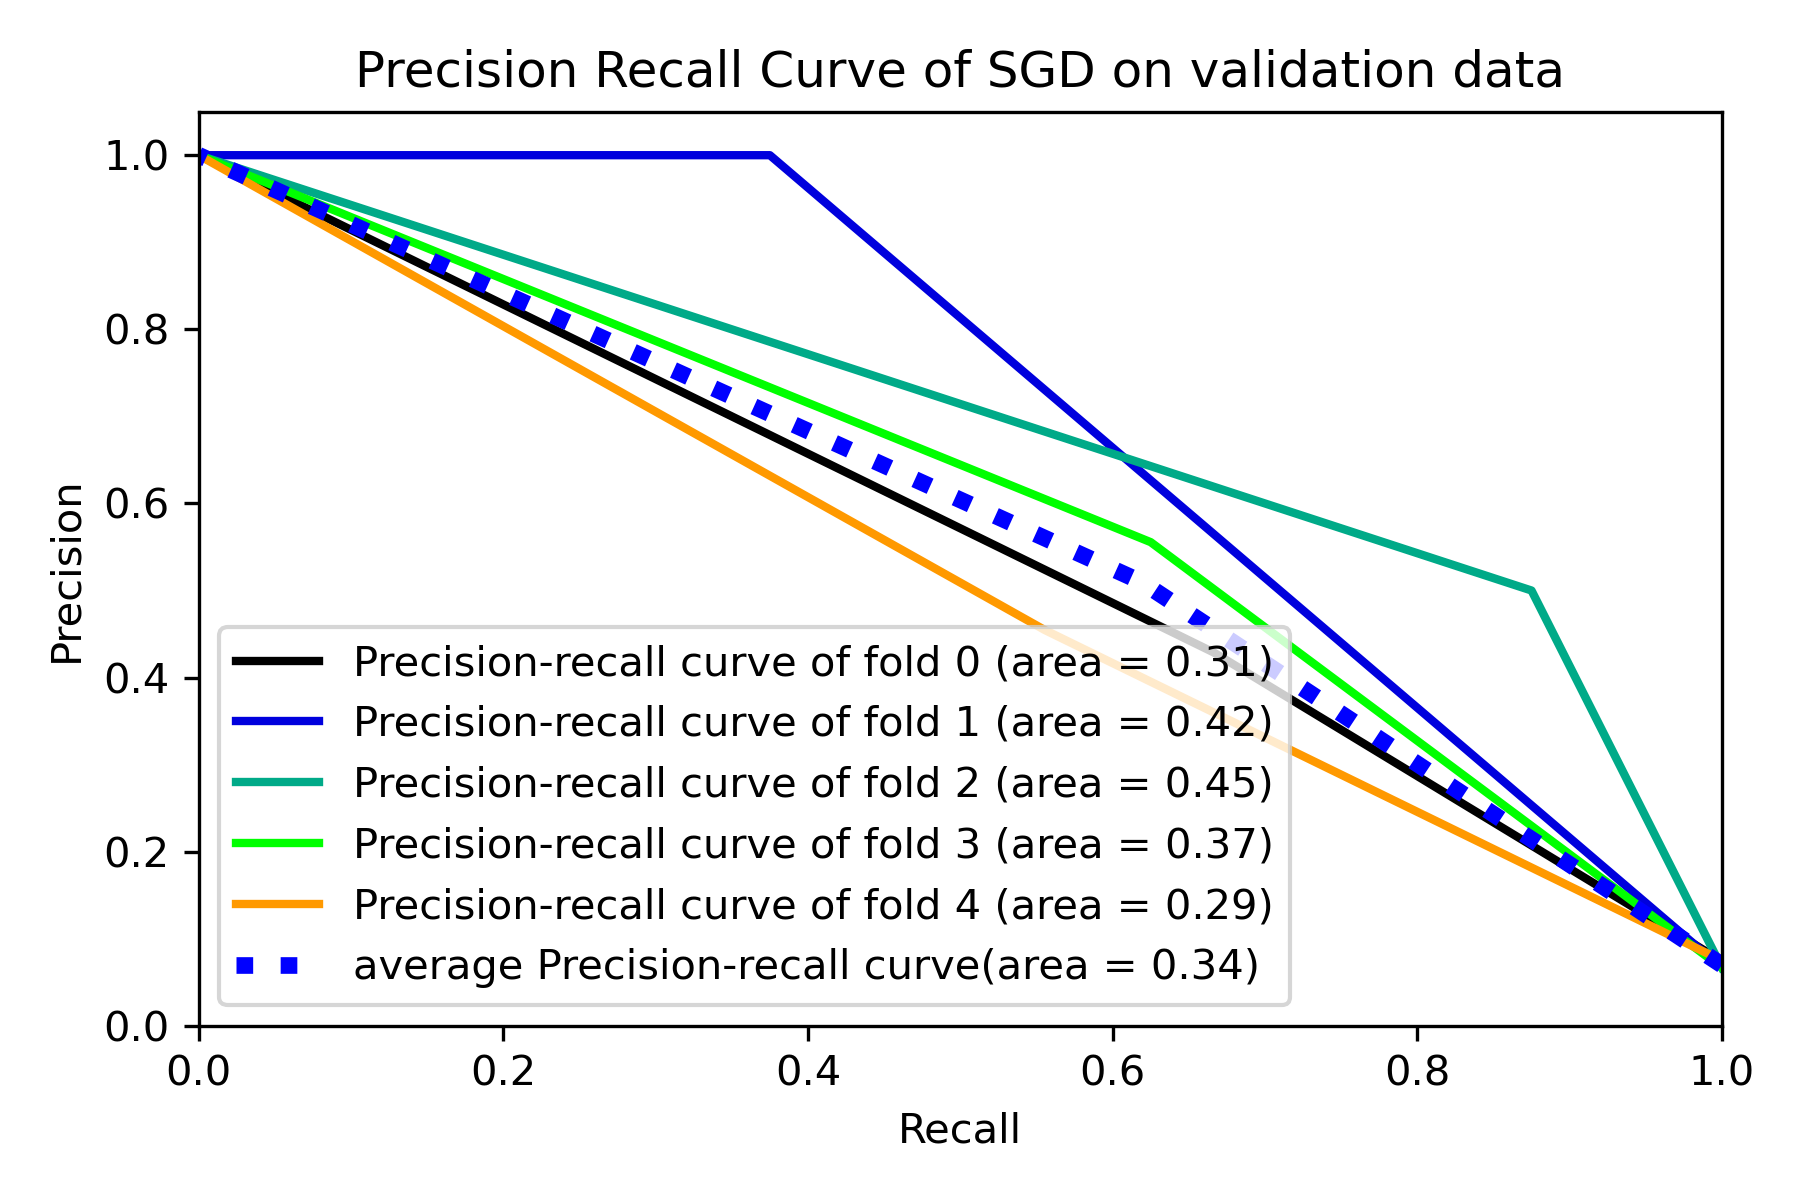 Precision Recall Curve of SGD on validation data
1.0
0.8
0.6
0.4
0.2
0.0
Precision
Precision-recall curve of fold 0 (area = 0.31)
Precision-recall curve of fold 1 (area = 0.42)
Precision-recall curve of fold 2 (area = 0.45)
Precision-recall curve of fold 3 (area = 0.37)
Precision-recall curve of fold 4 (area = 0.29)
average Precision-recall curve(area = 0.34)
0.0 0.2 0.4 0.6 0.8 1.0
Recall